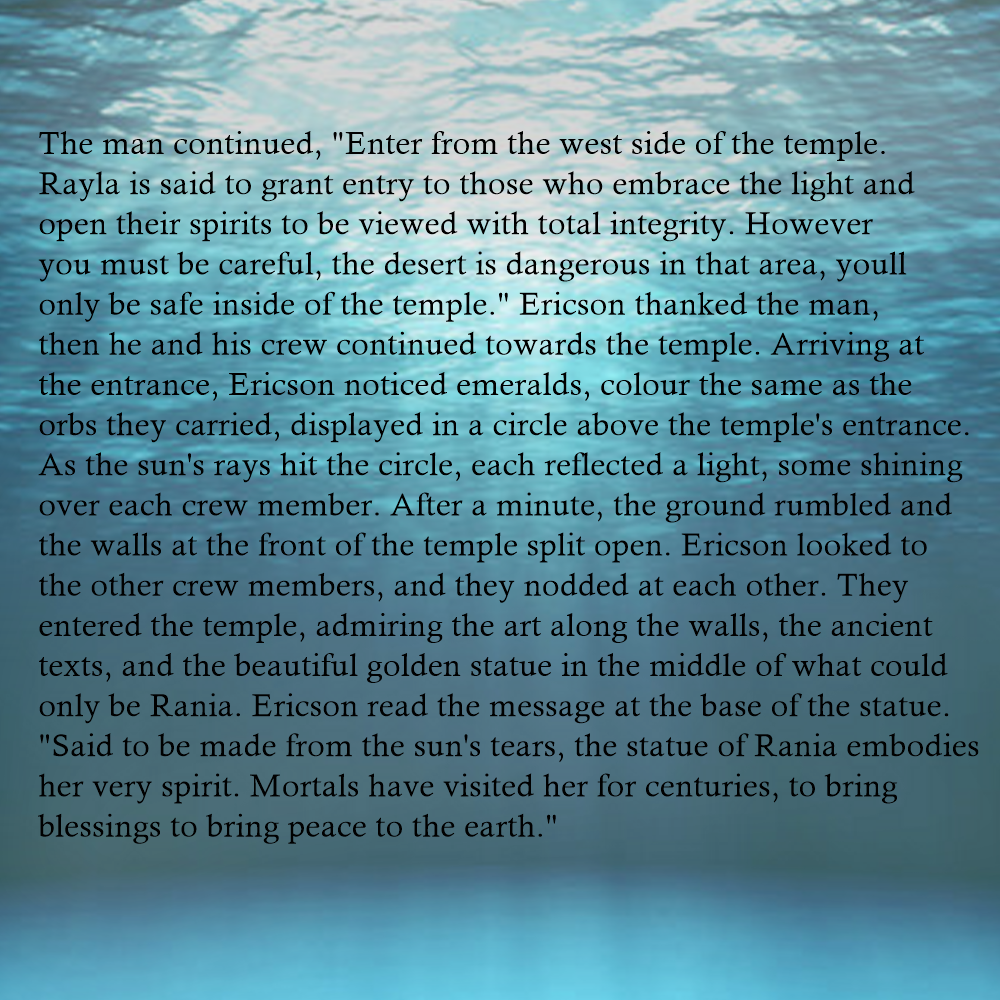 The man continued, "Enter from the west side of the temple.
Rayla is said to grant entry to those who embrace the light and
open their spirits to be viewed with total integrity. However
you must be careful, the desert is dangerous in that area, youll
only be safe inside of the temple." Ericson thanked the man,
then he and his crew continued towards the temple. Arriving at
the entrance, Ericson noticed emeralds, colour the same as the
orbs they carried, displayed in a circle above the temple's entrance.
As the sun's rays hit the circle, each reflected a light, some shining
over each crew member. After a minute, the ground rumbled and
the walls at the front of the temple split open. Ericson looked to
the other crew members, and they nodded at each other. They
entered the temple, admiring the art along the walls, the ancient
texts, and the beautiful golden statue in the middle of what could
only be Rania. Ericson read the message at the base of the statue.
"Said to be made from the sun's tears, the statue of Rania embodies
her very spirit. Mortals have visited her for centuries, to bring
blessings to bring peace to the earth."